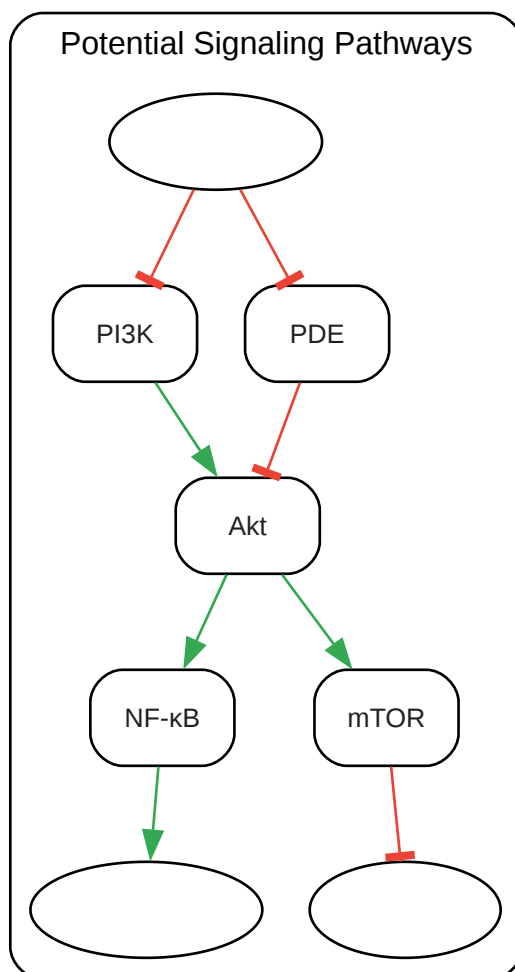 Potential Signaling Pathways
PI3K
PDE
Akt
NF-κB
mTOR